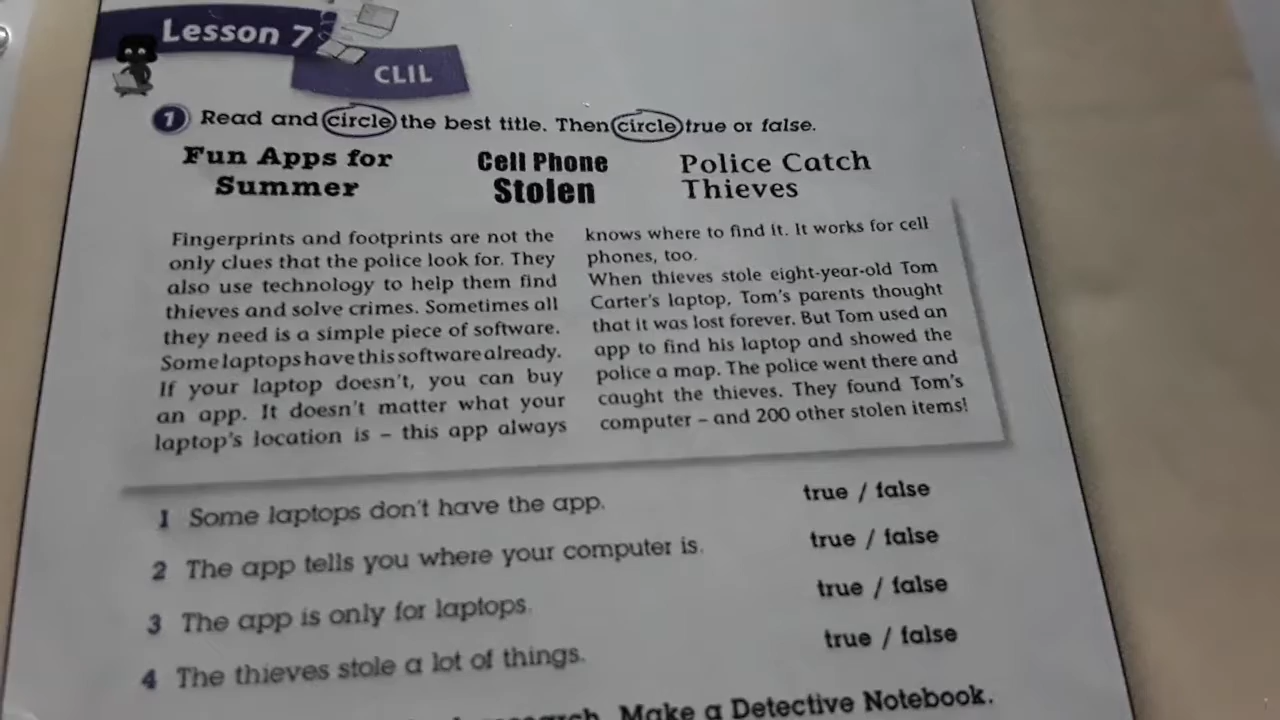 Lesson 7
CLIL
1 Read and circle the best title. Then circle true or false.
Fun Apps for
Summer
Cell Phone
Stolen
Police Catch
Thieves
Fingerprints and footprints are not the
only clues that the police look for. They
also use technology to help them find
thieves and solve crimes. Sometimes all
they need is a simple piece of software.
Some laptops have this software already.
If your laptop doesn't, you can buy
an app. It doesn't matter what your
laptop's location is – this app always
knows where to find it. It works for cell
phones, too.
When thieves stole eight-year-old Tom
Carter's laptop, Tom's parents thought
that it was lost forever. But Tom used an
app to find his laptop and showed the
police a map. The police went there and
caught the thieves. They found Tom's
computer – and 200 other stolen items!
1 Some laptops don't have the app. true / false
2 The app tells you where your computer is. true / false
3 The app is only for laptops. true / false
4 The thieves stole a lot of things. true / false
Make a Detective Notebook.